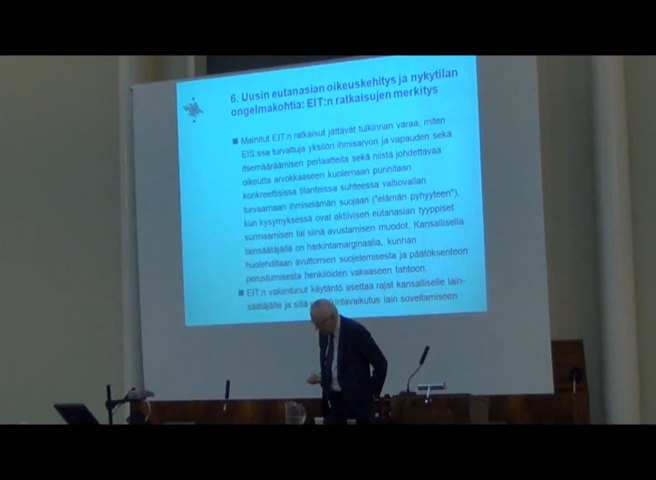 6. Uusin eutanasian oikeuskehitys ja nykytilan
ongelmakohtia: EIT:n ratkaisujen merkitys
Mainitut EIT:n ratkaisut jättävät tulkinnan varaa, miten
EIS:ssa turvattuja yksilön ihmisarvon ja vapauden sekä
itsemääräämisen periaatteita sekä niistä johdettavaa
oikeutta arvokkaaseen kuolemaan punnitaan
konkreettisissa tilanteissa suhteessa valtiovallan
turvaamaan ihmiselämän suojaan ("elämän pyhyyteen"),
kun kysymyksessä ovat aktiivisen eutanasian tyyppiset
surmaamisen tai siinä avustamisen muodot. Kansallisella
lainsäätäjällä on harkintamarginaalia, kunhan
huolehditaan avuttomien suojelemisesta ja päätöksenteon
perustumisesta henkilöiden vakaaseen tahtoon.
EIT:n vakiintunut käytäntö asettaa rajat kansalliselle lain-
säätäjälle ja sillä lain soveltamiseen